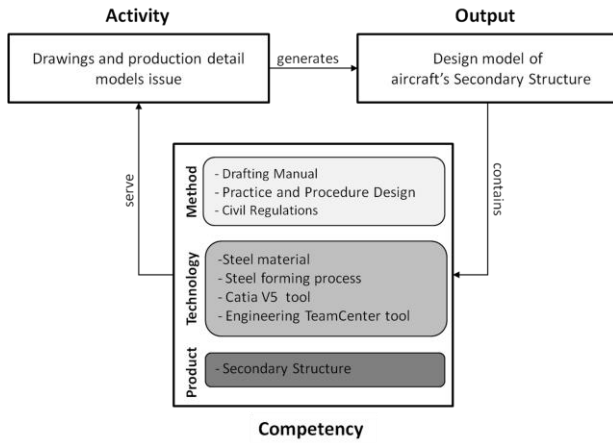 Activity
Output
Drawings and production detail
models issue
generates
Design model of
aircraft's Secondary Structure
serve
contains
Method
- Drafting Manual
- Practice and Procedure Design
- Civil Regulations
Technology
-Steel material
- Steel forming process
- Catia V5 tool
- Engineering TeamCenter tool
Product
- Secondary Structure
Competency